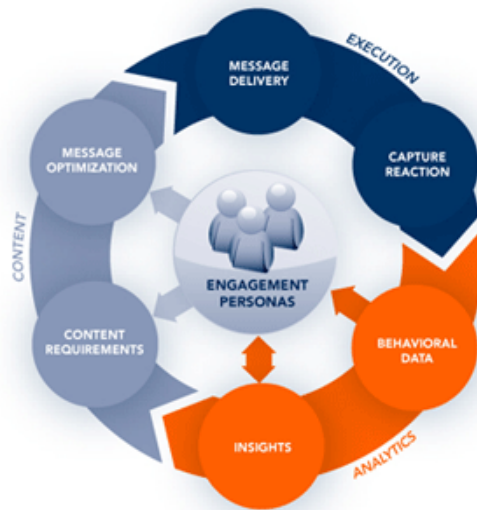 MESSAGE
DELIVERY
EXECUTION
CAPTURE
REACTION
MESSAGE
OPTIMIZATION
CONTENT
ENGAGEMENT
PERSONAS
CONTENT
REQUIREMENTS
BEHAVIORAL
DATA
INSIGHTS
ANALYTICS